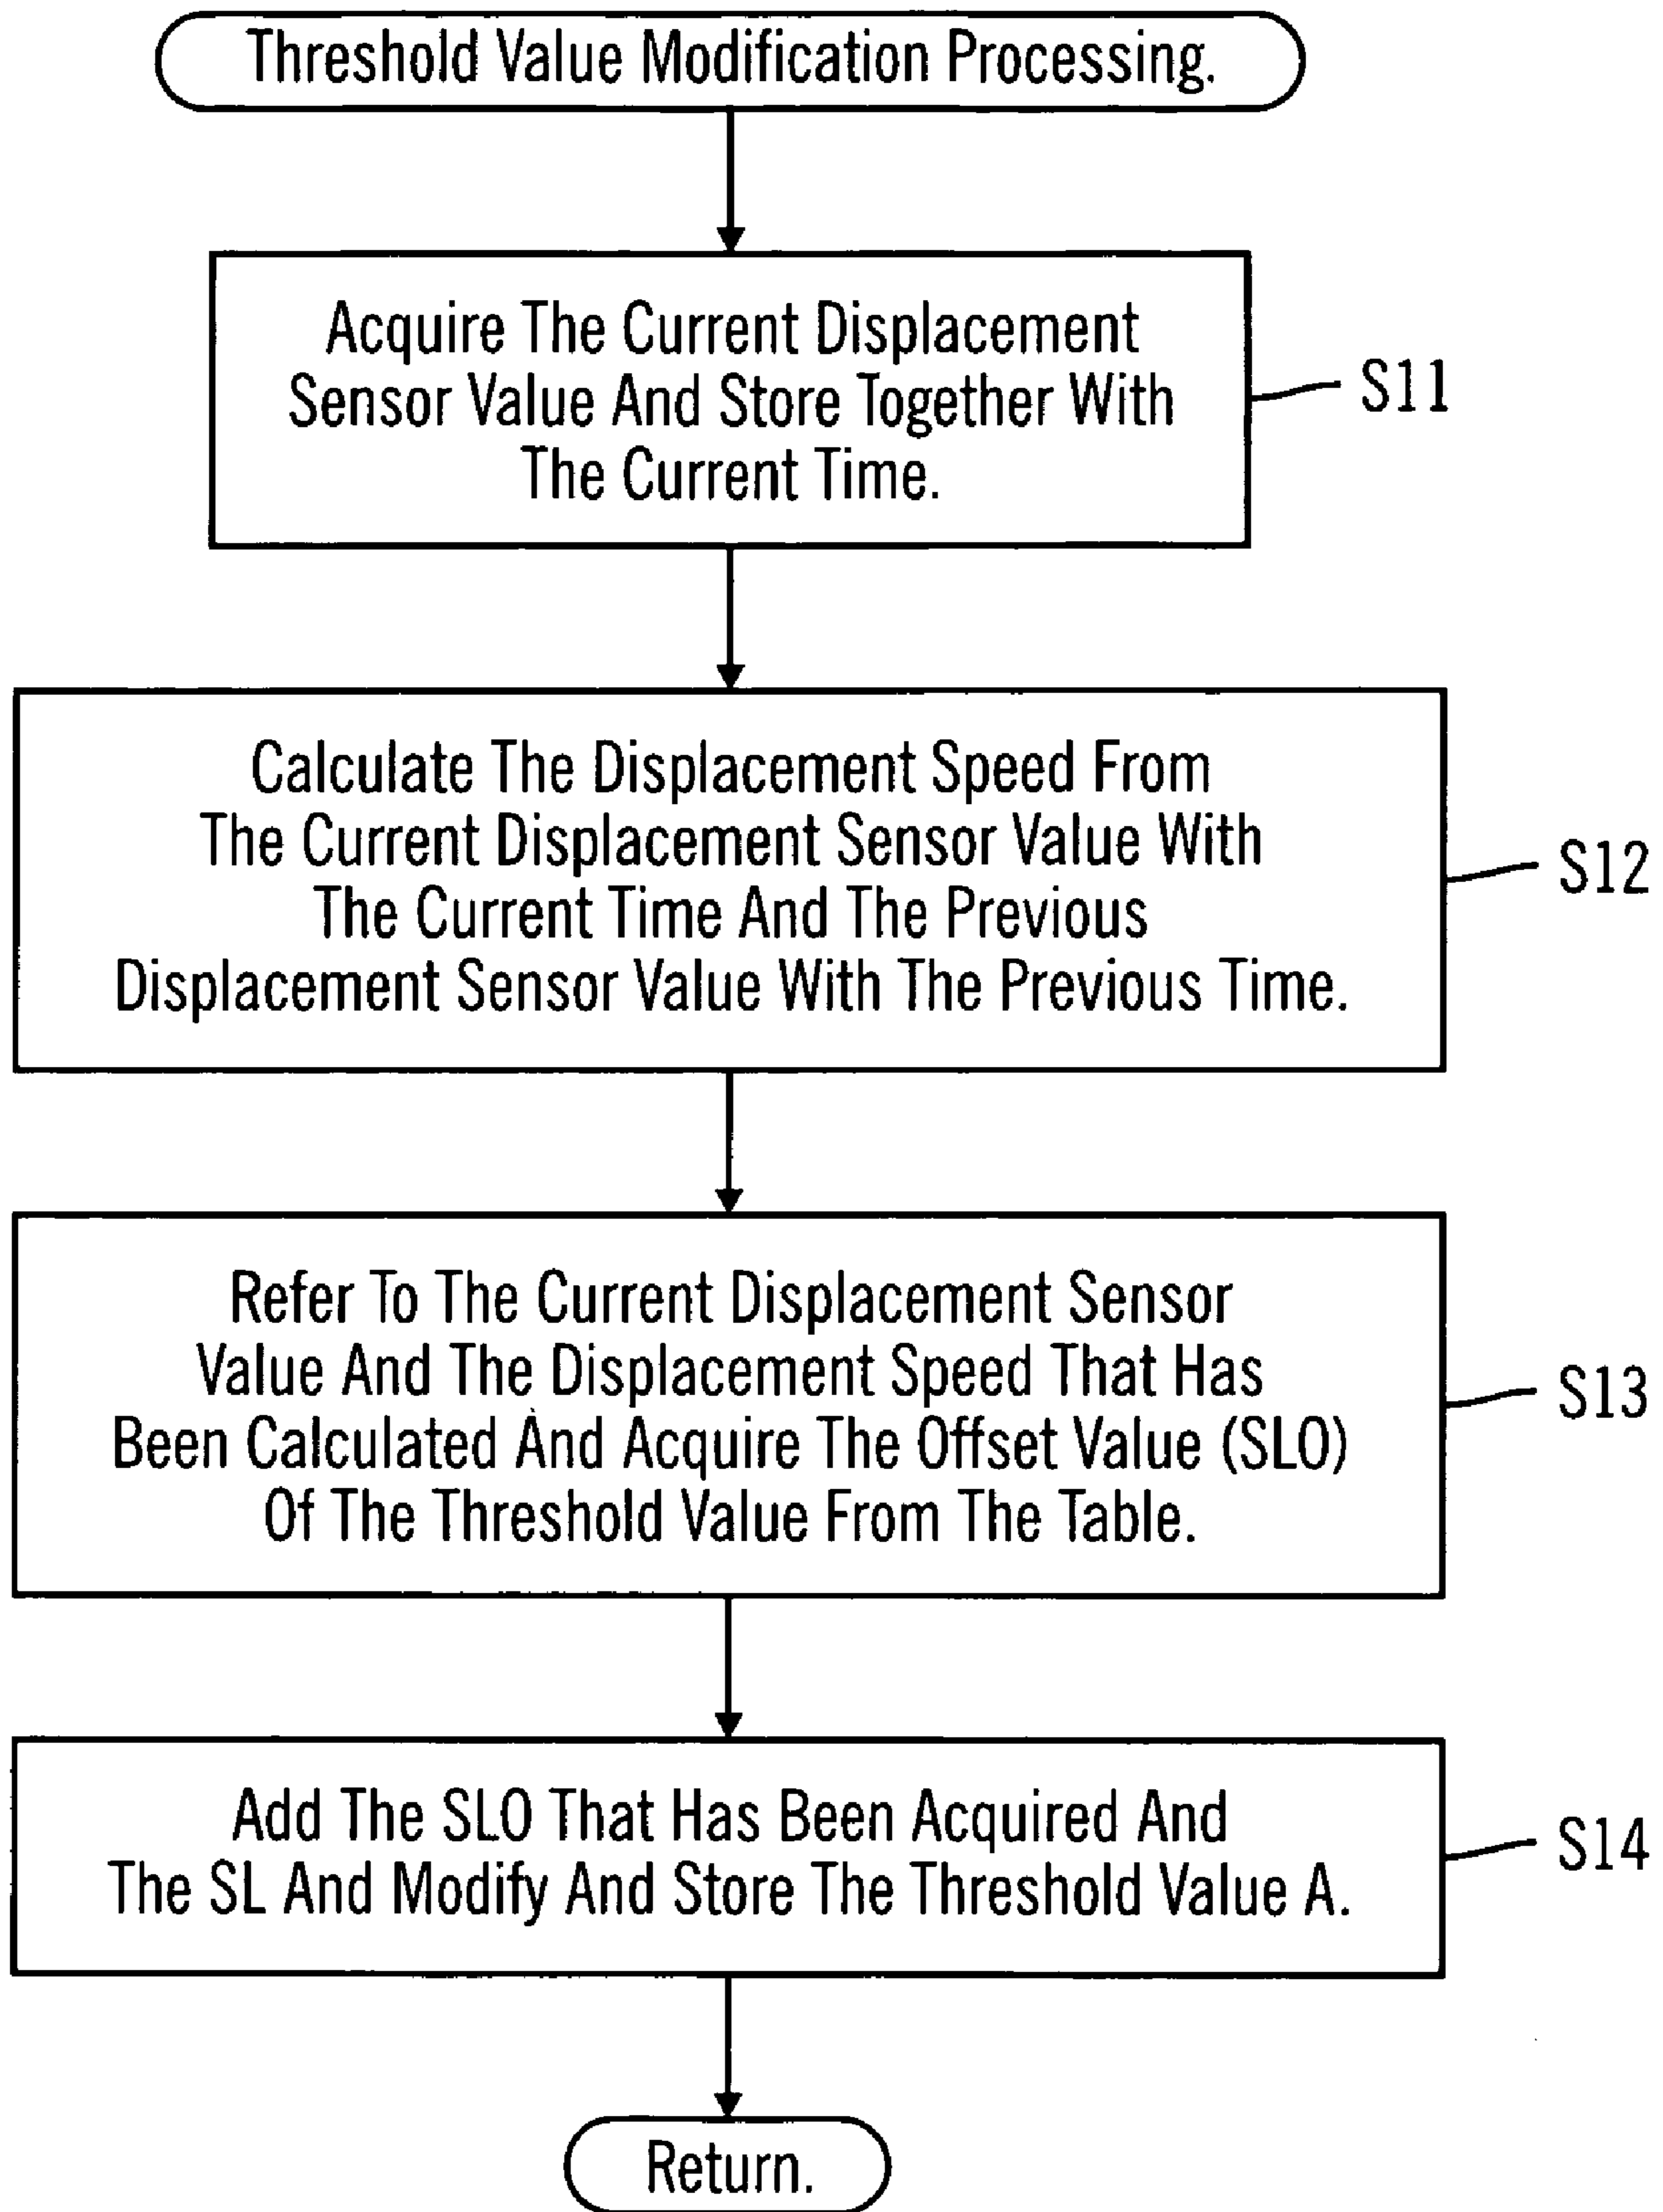 Threshold Value Modification Processing.
Acquire The Current Displacement
Sensor Value And Store Together With
The Current Time.
S11
Calculate The Displacement Speed From
The Current Displacement Sensor Value With
The Current Time And The Previous
Displacement Sensor Value With The Previous Time.
S12
Refer To The Current Displacement Sensor
Value And The Displacement Speed That Has
Been Calculated And Acquire The Offset Value (SLO)
Of The Threshold Value From The Table.
S13
Add The SLO That Has Been Acquired And
The SL And Modify And Store The Threshold Value A.
S14
Return.